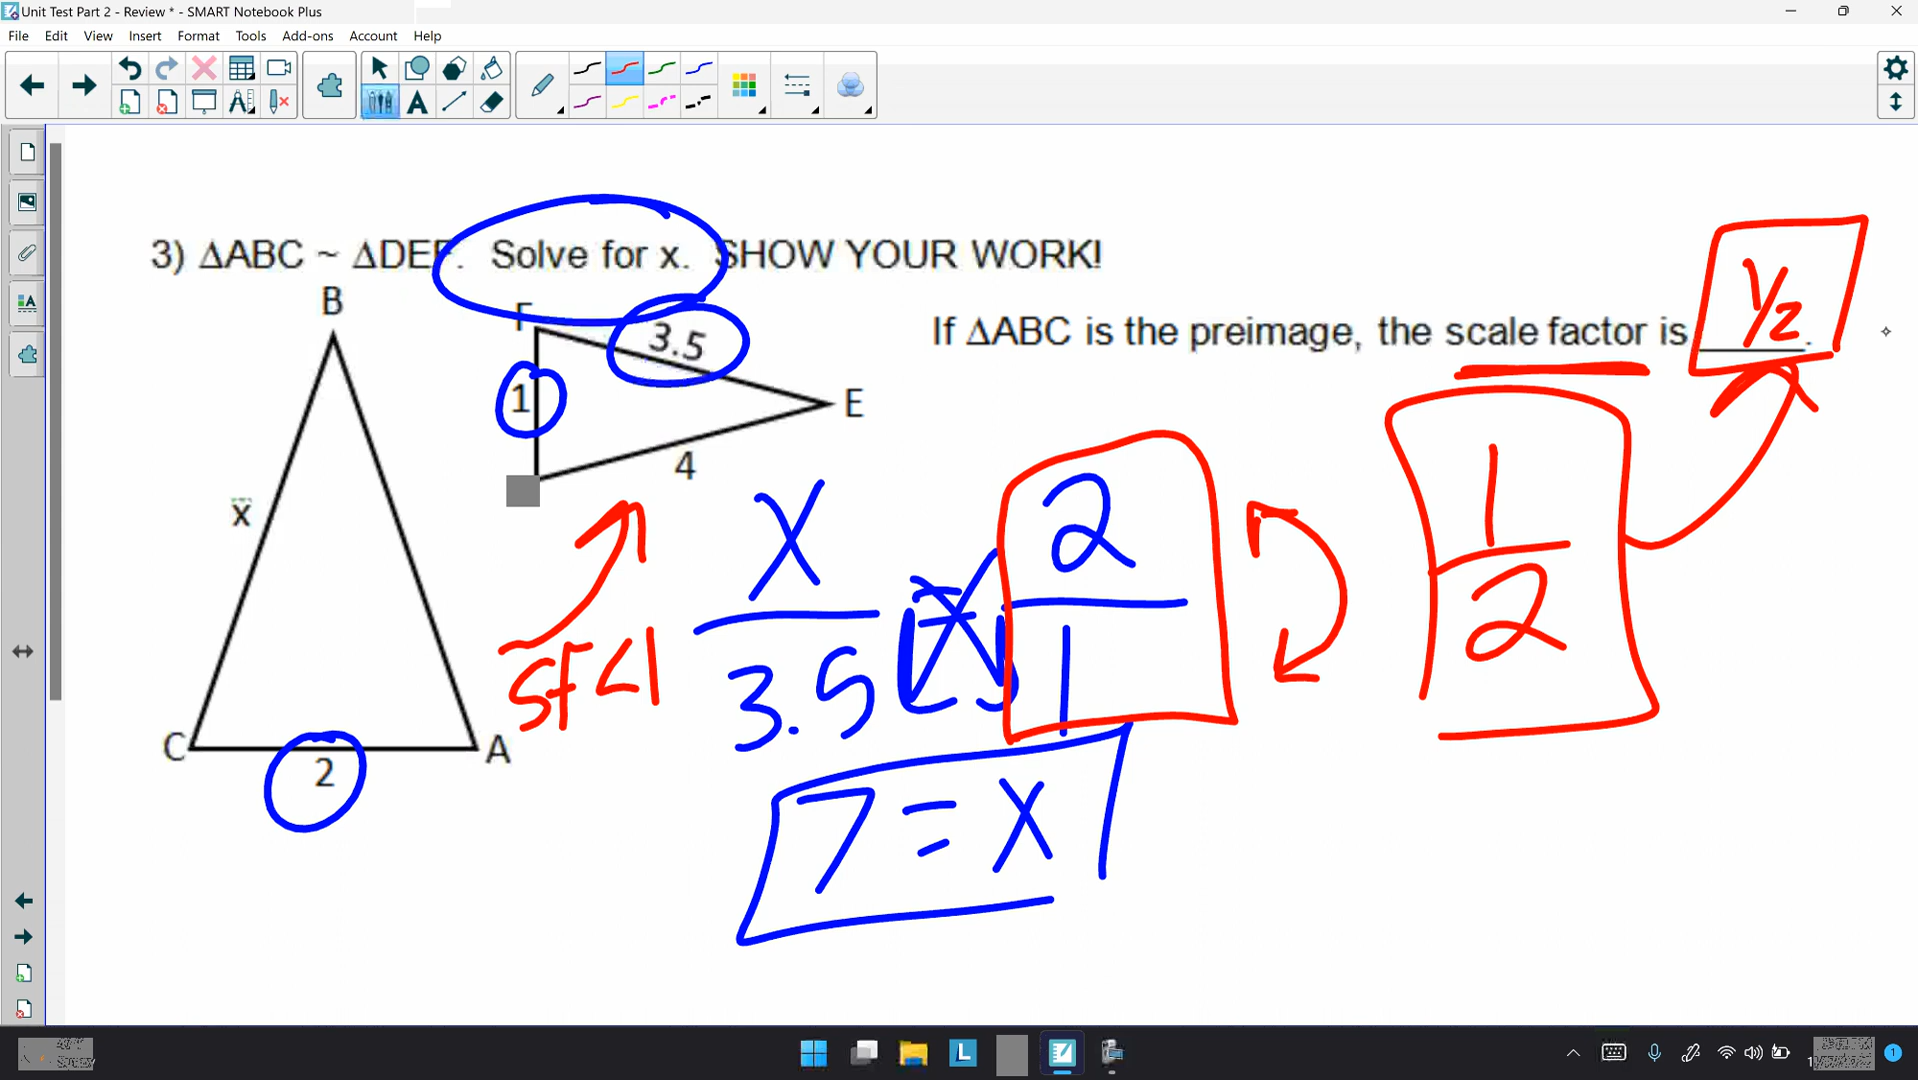 Unit Test Part 2 - Review * - SMART Notebook Plus
File Edit View Insert Format Tools Add-ons Account Help
3) ΔABC ~ ΔDEF. Solve for x. SHOW YOUR WORK!
If ΔABC is the preimage, the scale factor is 1/2.
B
F
3.5
1
E
4
x
C
A
2
SF<1
X
3.5
=
2
1
7 = X
1
2
L
1